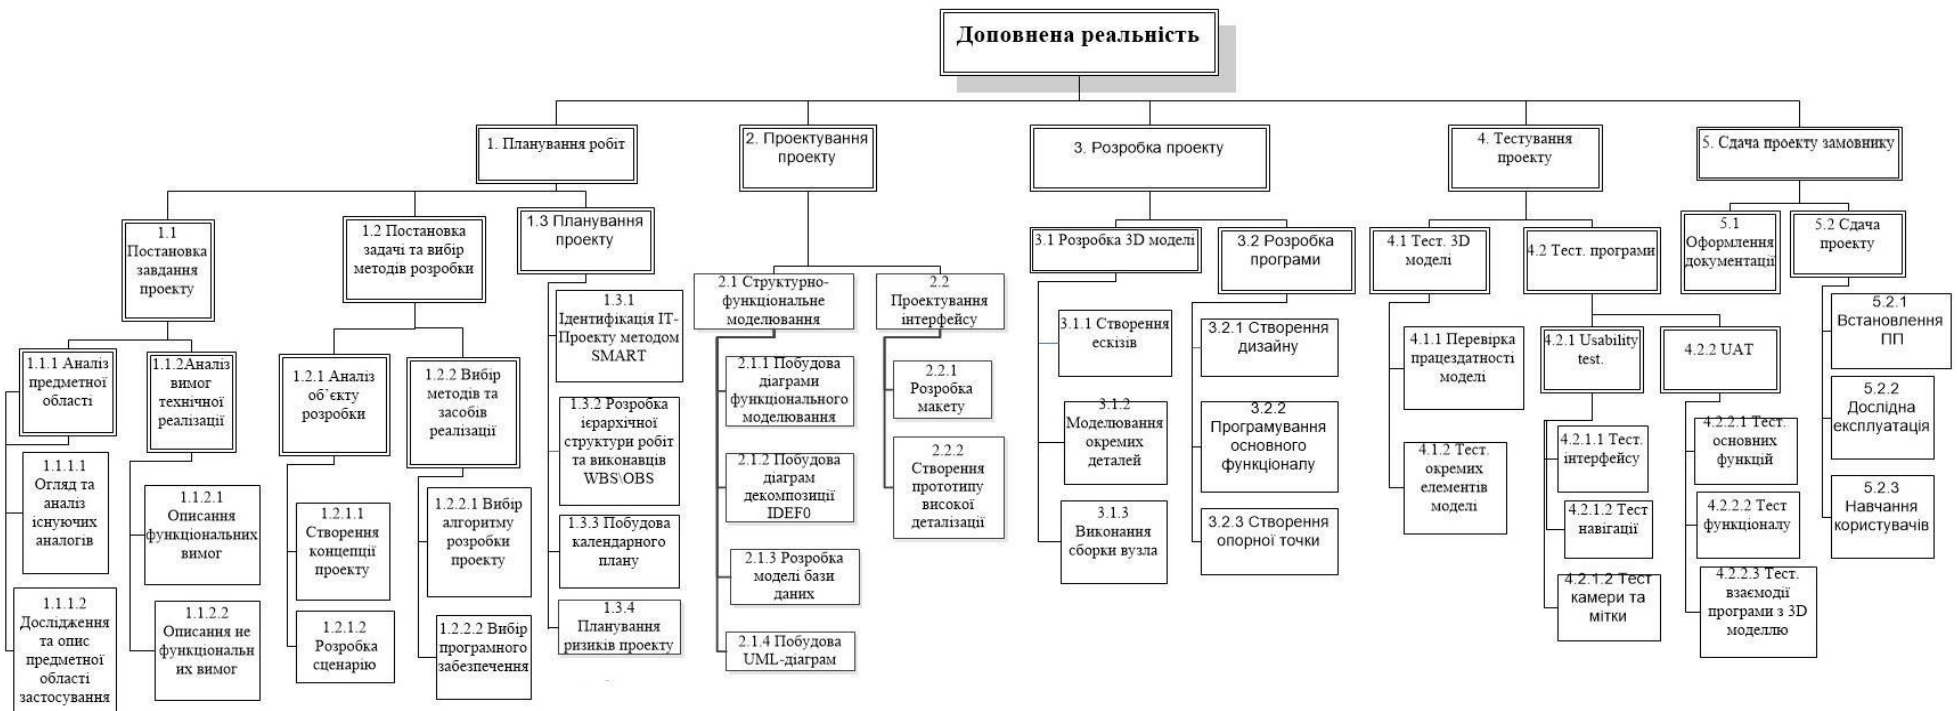 Доповнена реальність
1. Планування робіт
2. Проектування
проекту
3. Розробка проекту
4. Тестування
проекту
5. Сдача проекту замовнику
1.1
Постановка
завдання
проекту
1.2 Постановка
задачі та вибір
методів розробки
1.3 Планування
проекту
1.1.1 Аналіз
предметної
області
1.1.2Аналіз
вимог
технічної
реалізації
1.1.1.1
Огляд та
аналіз
існуючих
аналогів
1.1.1.2
Дослідження
та опис
предметної
області
застосування
1.1.2.1
Описання
функціональних
вимог
1.1.2.2
Описання не
функціональн
их вимог
1.2.1 Аналіз
об’єкту
розробки
1.2.2 Вибір
методів та
засобів
реалізації
1.2.1.1
Створення
концепції
проекту
1.2.1.2
Розробка
сценарію
1.2.2.1 Вибір
алгоритму
розробки
проекту
1.2.2.2 Вибір
програмного
забезпечення
1.3.1
Ідентифікація ІТ-
Проекту методом
SMART
1.3.2 Розробка
ієрархічної
структури робіт
та виконавців
WBS\OBS
1.3.3 Побудова
календарного
плану
1.3.4
Планування
ризиків проекту
2.1 Структурно-
функціональне
моделювання
2.2
Проектування
інтерфейсу
2.1.1 Побудова
діаграми
функціонального
моделювання
2.1.2 Побудова
діаграм
декомпозиції
IDEF0
2.1.3 Розробка
моделі бази
даних
2.1.4 Побудова
UML-діаграм
2.2.1
Розробка
макету
2.2.2
Створення
прототипу
високої
деталізації
3.1 Розробка 3D моделі
3.2 Розробка
програми
3.1.1 Створення
ескізів
3.1.2
Моделювання
окремих
деталей
3.1.3
Виконання
сборки вузла
3.2.1 Створення
дизайну
3.2.2
Програмування
основного
функціоналу
3.2.3 Створення
опорної точки
4.1 Тест. 3D
моделі
4.2 Тест. програми
4.1.1 Перевірка
працездатності
моделі
4.1.2 Тест.
окремих
елементів
моделі
4.2.1 Usability
test.
4.2.2 UAT
4.2.1.1 Тест.
інтерфейсу
4.2.1.2 Тест
навігації
4.2.1.2 Тест
камери та
мітки
4.2.2.1 Тест.
основних
функцій
4.2.2.2 Тест
функціоналу
4.2.2.3 Тест.
взаємодії
програми з 3D
моделлю
5.1
Оформлення
документації
5.2 Сдача
проекту
5.2.1
Встановлення
ПП
5.2.2
Дослідна
експлуатація
5.2.3
Навчання
користувачів